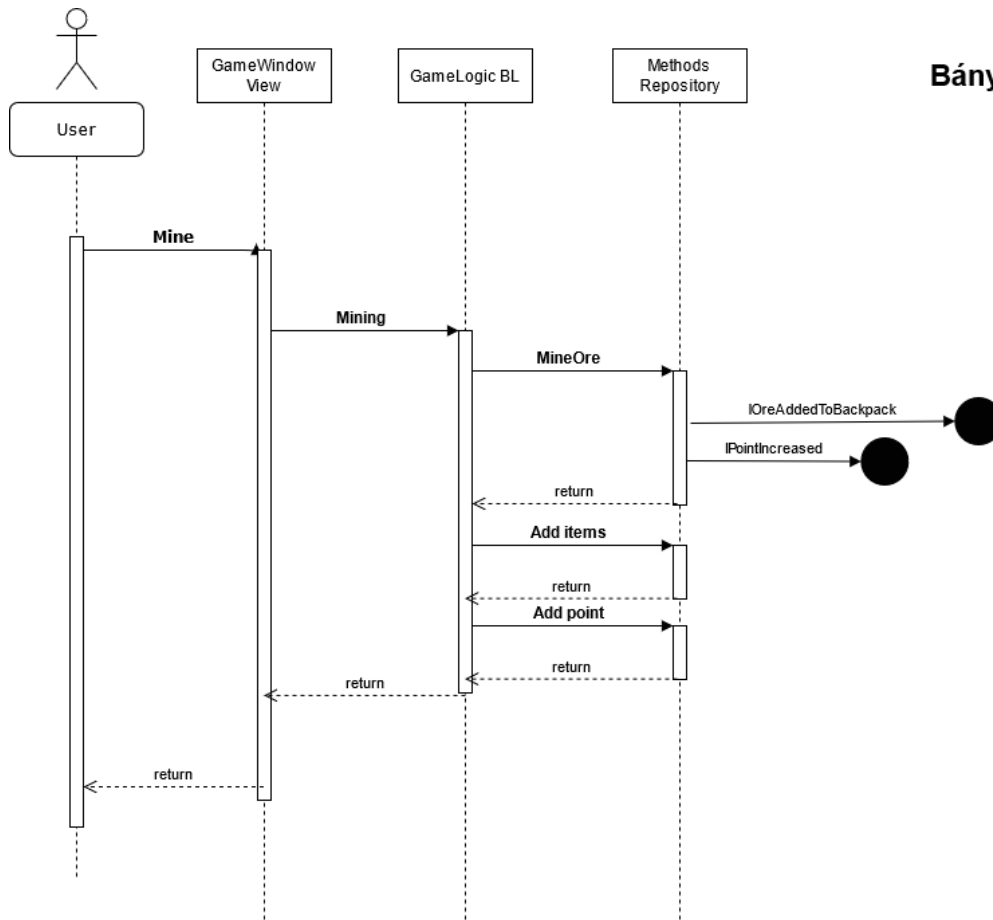 GameWindow
View
GameLogic BL
Methods
Repository
Bány
User
Mine
Mining
MineOre
IOreAddedToBackpack
IPointIncreased
return
Add items
return
Add point
return
return
return